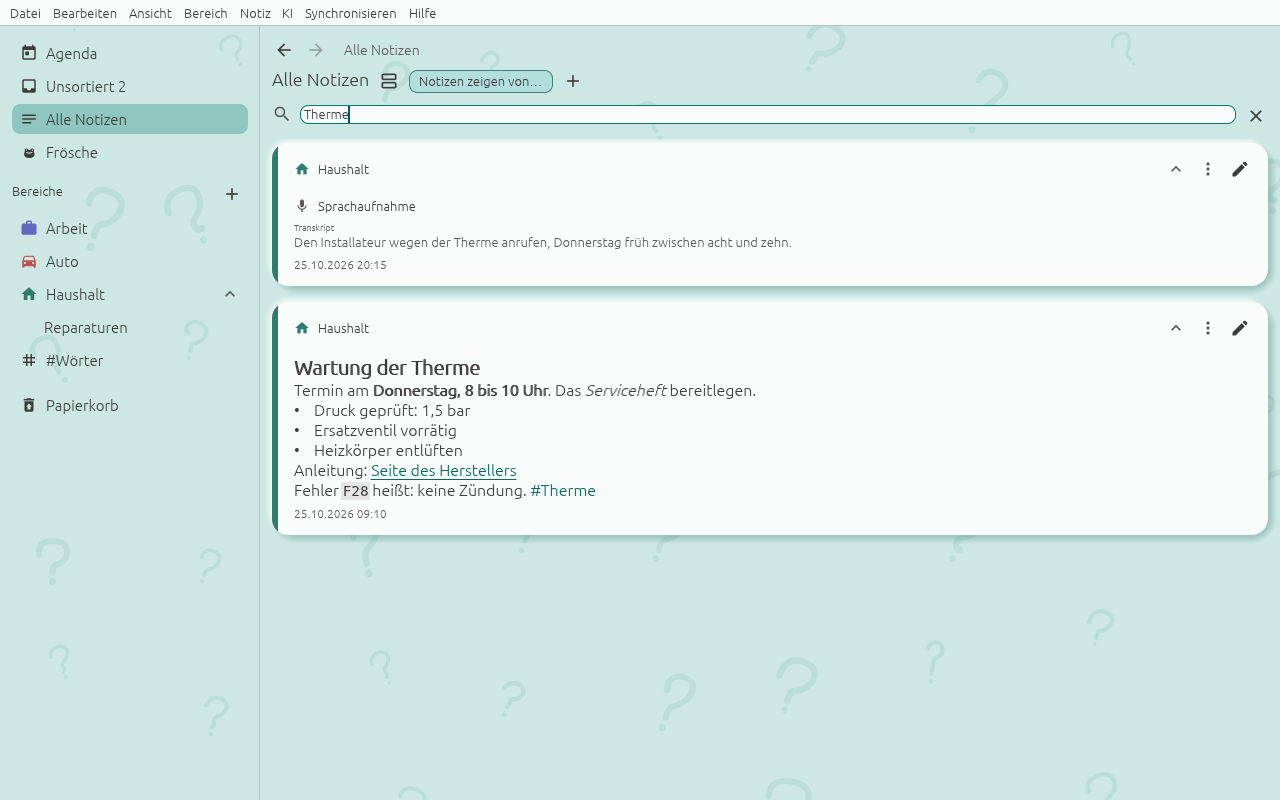 Datei Bearbeiten Ansicht Bereich Notiz KI Synchronisieren Hilfe
Agenda
Unsortiert 2
Alle Notizen
Frösche
Bereiche
Arbeit
Auto
Haushalt
Reparaturen
#Wörter
Papierkorb
Alle Notizen
Alle Notizen Notizen zeigen von…
Therme
Haushalt
Sprachaufnahme
Transkript
Den Installateur wegen der Therme anrufen, Donnerstag früh zwischen acht und zehn.
25.10.2026 20:15
Haushalt
Wartung der Therme
Termin am Donnerstag, 8 bis 10 Uhr. Das Serviceheft bereitlegen.
• Druck geprüft: 1,5 bar
• Ersatzventil vorrätig
• Heizkörper entlüften
Anleitung: Seite des Herstellers
Fehler F28 heißt: keine Zündung. #Therme
25.10.2026 09:10